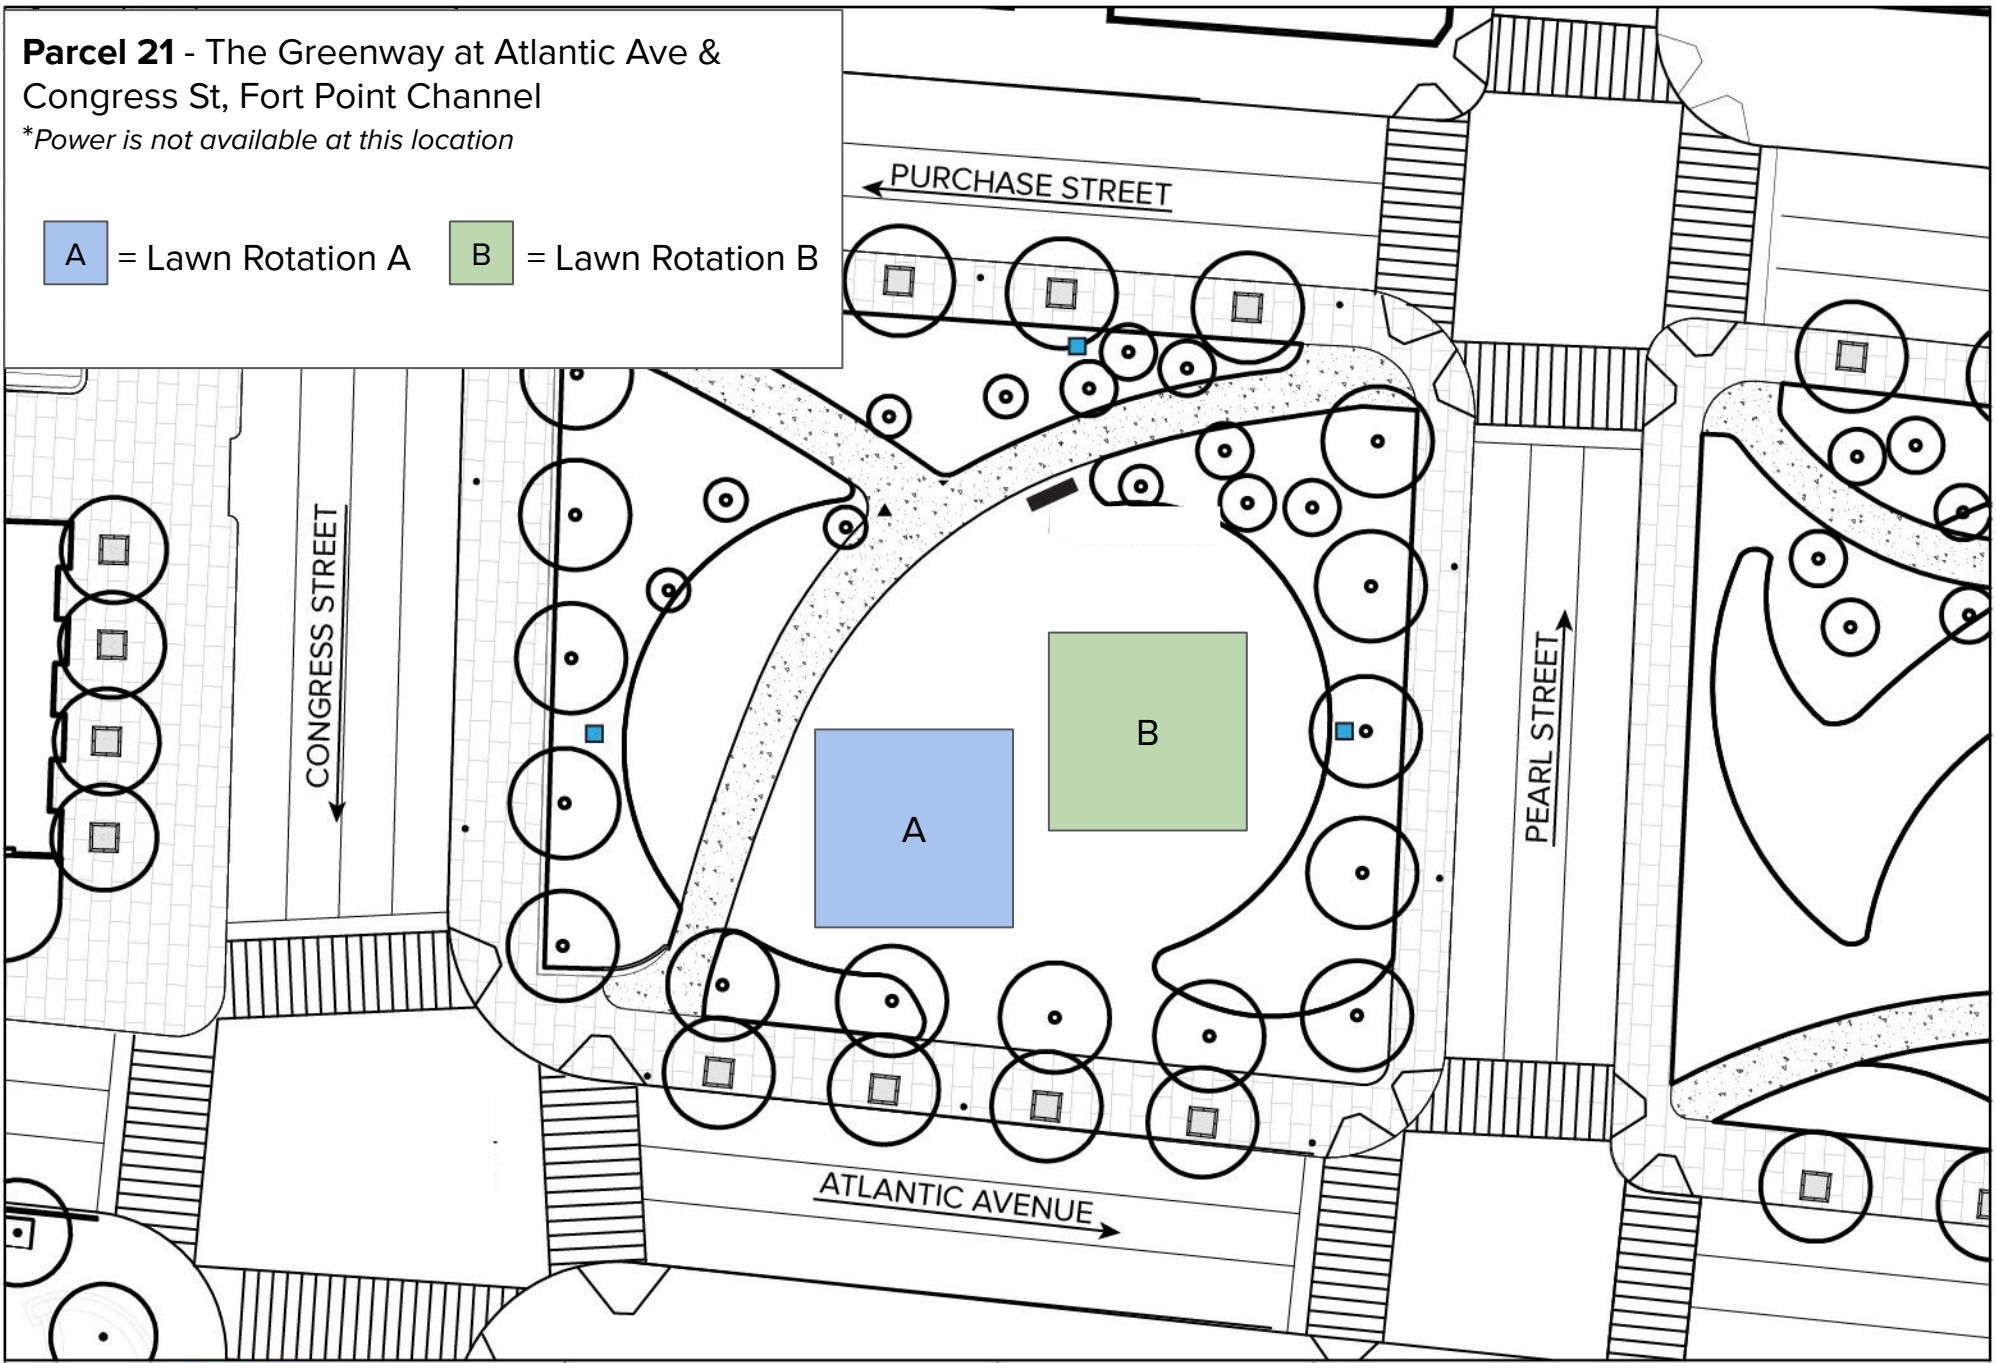 Parcel 21 - The Greenway at Atlantic Ave &
Congress St, Fort Point Channel
*Power is not available at this location
A = Lawn Rotation A B = Lawn Rotation B
PURCHASE STREET
CONGRESS STREET
PEARL STREET
B
A
ATLANTIC AVENUE